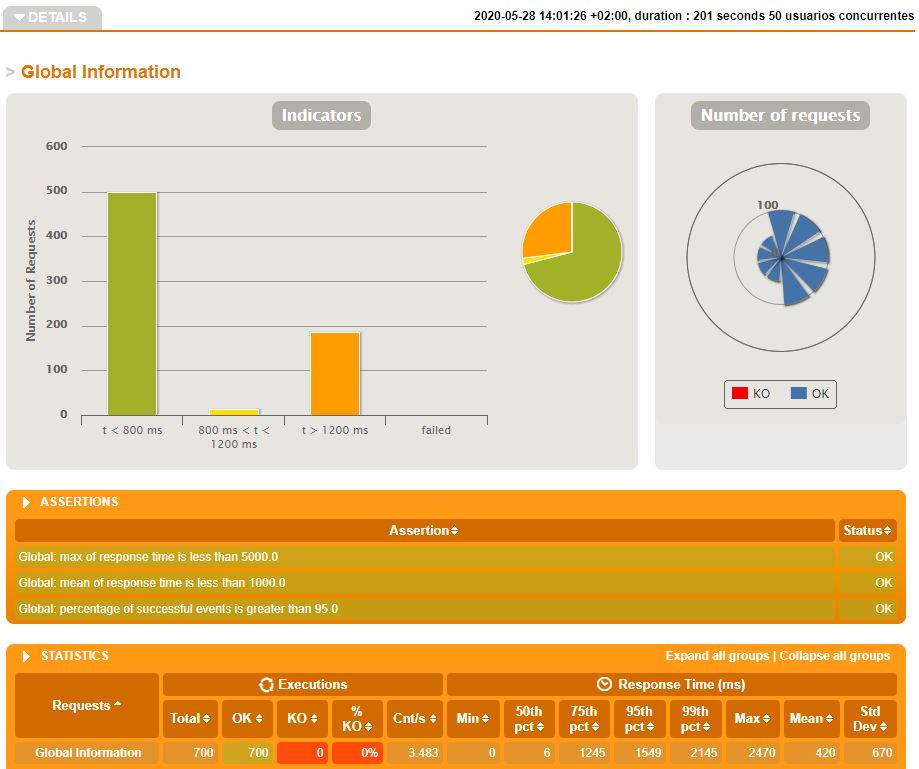 DETAILS
2020-05-28 14:01:26 +02:00, duration : 201 seconds 50 usuarios concurrentes
> Global Information
Indicators
Number of Requests
600
500
400
300
200
100
0
t < 800 ms
800 ms < t <
1200 ms
t > 1200 ms
failed
Number of requests
100
KO OK
ASSERTIONS
Assertion Status
Global: max of response time is less than 5000.0 OK
Global: mean of response time is less than 1000.0 OK
Global: percentage of successful events is greater than 95.0 OK
STATISTICS Expand all groups | Collapse all groups
Requests
Executions Response Time (ms)
Total OK KO % KO Cnt/s Min 50th pct 75th pct 95th pct 99th pct Max Mean Std Dev
Global Information 700 700 0 0% 3.483 0 6 1245 1549 2145 2470 420 670